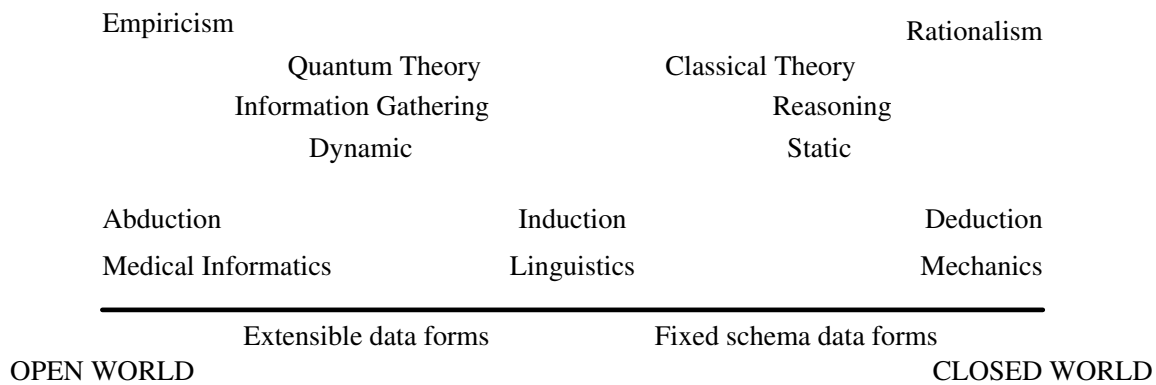 Empiricism Rationalism
Quantum Theory Classical Theory
Information Gathering Reasoning
Dynamic Static
Abduction Induction Deduction
Medical Informatics Linguistics Mechanics
Extensible data forms Fixed schema data forms
OPEN WORLD CLOSED WORLD